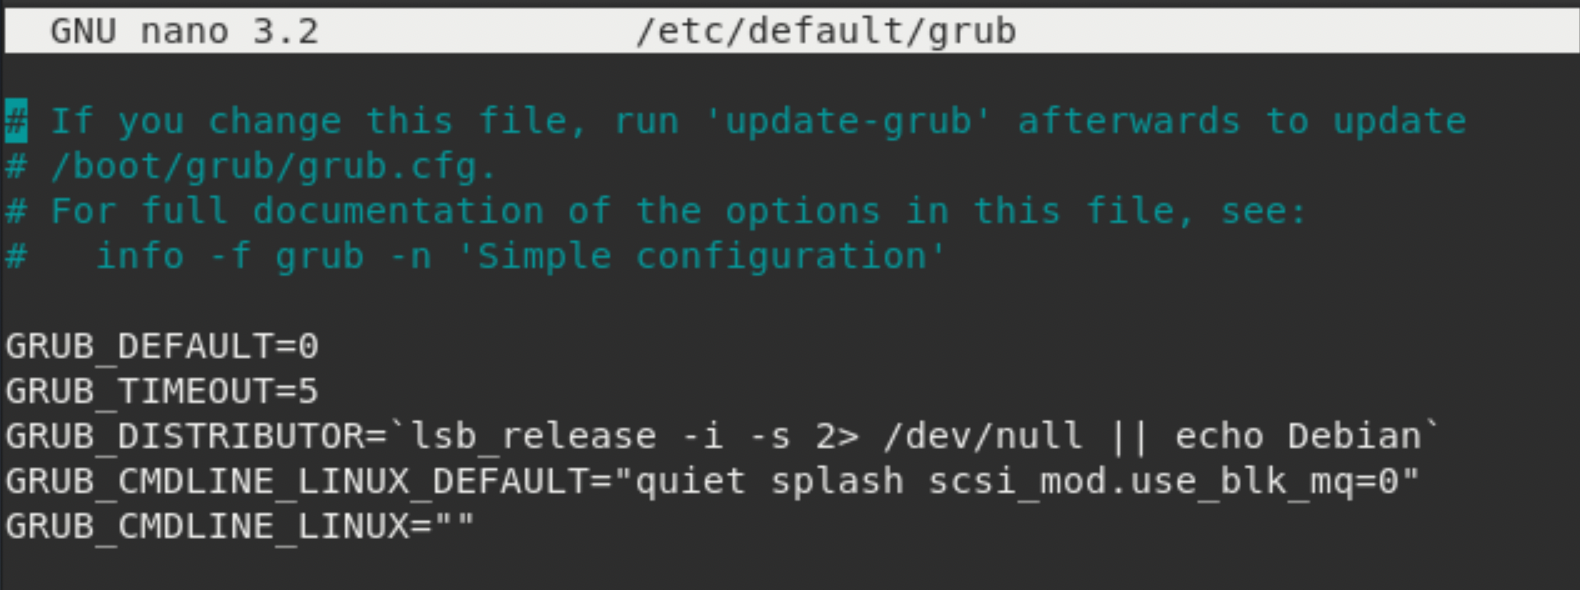 GNU nano 3.2 /etc/default/grub
# If you change this file, run 'update-grub' afterwards to update
# /boot/grub/grub.cfg.
# For full documentation of the options in this file, see:
#   info -f grub -n 'Simple configuration'
GRUB_DEFAULT=0
GRUB_TIMEOUT=5
GRUB_DISTRIBUTOR=`lsb_release -i -s 2> /dev/null || echo Debian`
GRUB_CMDLINE_LINUX_DEFAULT="quiet splash scsi_mod.use_blk_mq=0"
GRUB_CMDLINE_LINUX=""